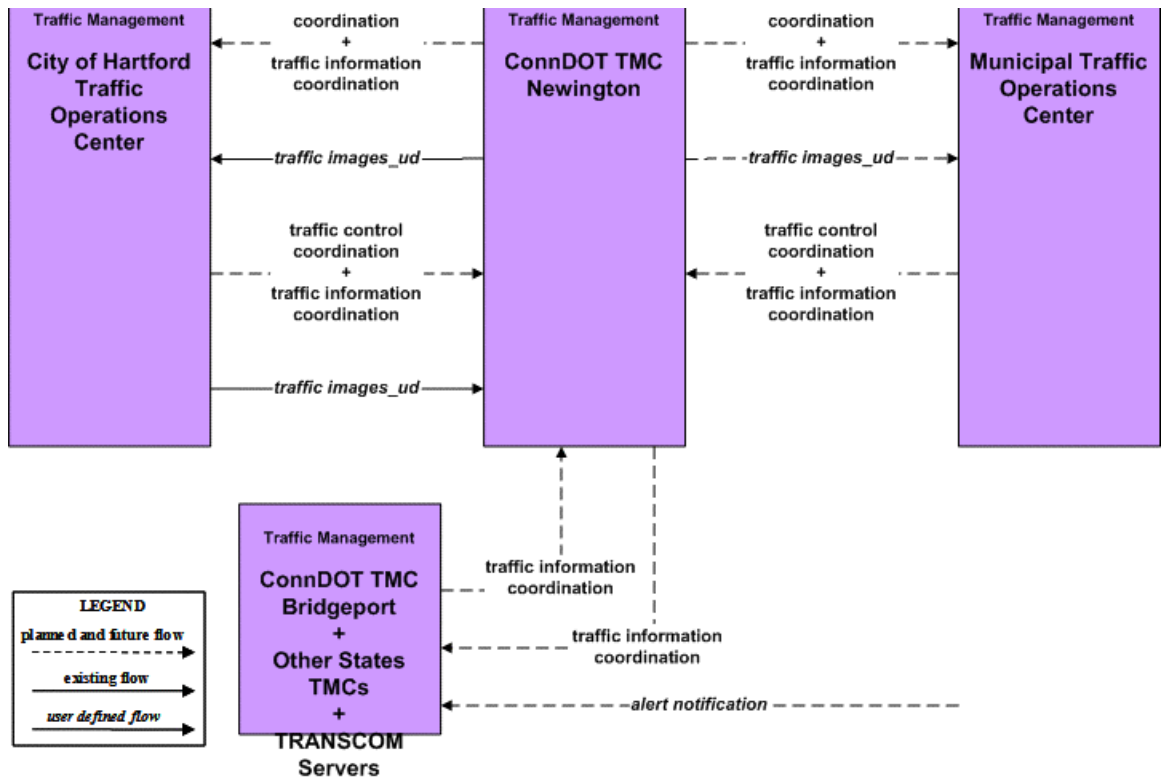 Traffic Management
City of Hartford
Traffic
Operations
Center
coordination
+
traffic information
coordination
Traffic Management
ConnDOT TMC
Newington
coordination
+
traffic information
coordination
Traffic Management
Municipal Traffic
Operations
Center
traffic images_ud
traffic images_ud
traffic control
coordination
+
traffic information
coordination
traffic control
coordination
+
traffic information
coordination
traffic images_ud
Traffic Management
ConnDOT TMC
Bridgeport
+
Other States
TMCs
+
TRANSCOM
Servers
traffic information
coordination
traffic information
coordination
alert notification
LEGEND
planned and future flow
existing flow
user defined flow